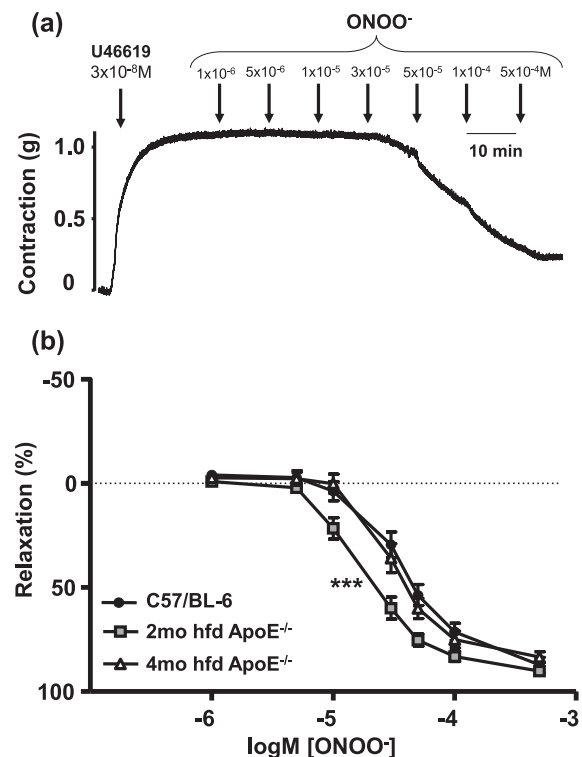 (a)
ONOO⁻
U46619
3x10⁻⁸M
1x10⁻⁶ 5x10⁻⁶ 1x10⁻⁵ 3x10⁻⁵ 5x10⁻⁵ 1x10⁻⁴ 5x10⁻⁴M
10 min
Contraction (g)
1.0
0.5
0
(b)
Relaxation (%)
-50
0
50
100
***
C57/BL-6
2mo hfd ApoE⁻/⁻
4mo hfd ApoE⁻/⁻
-6 -5 -4 -3
logM [ONOO⁻]